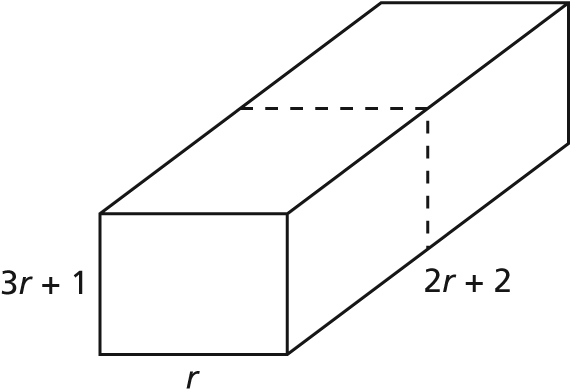 3r + 1
2r + 2
r